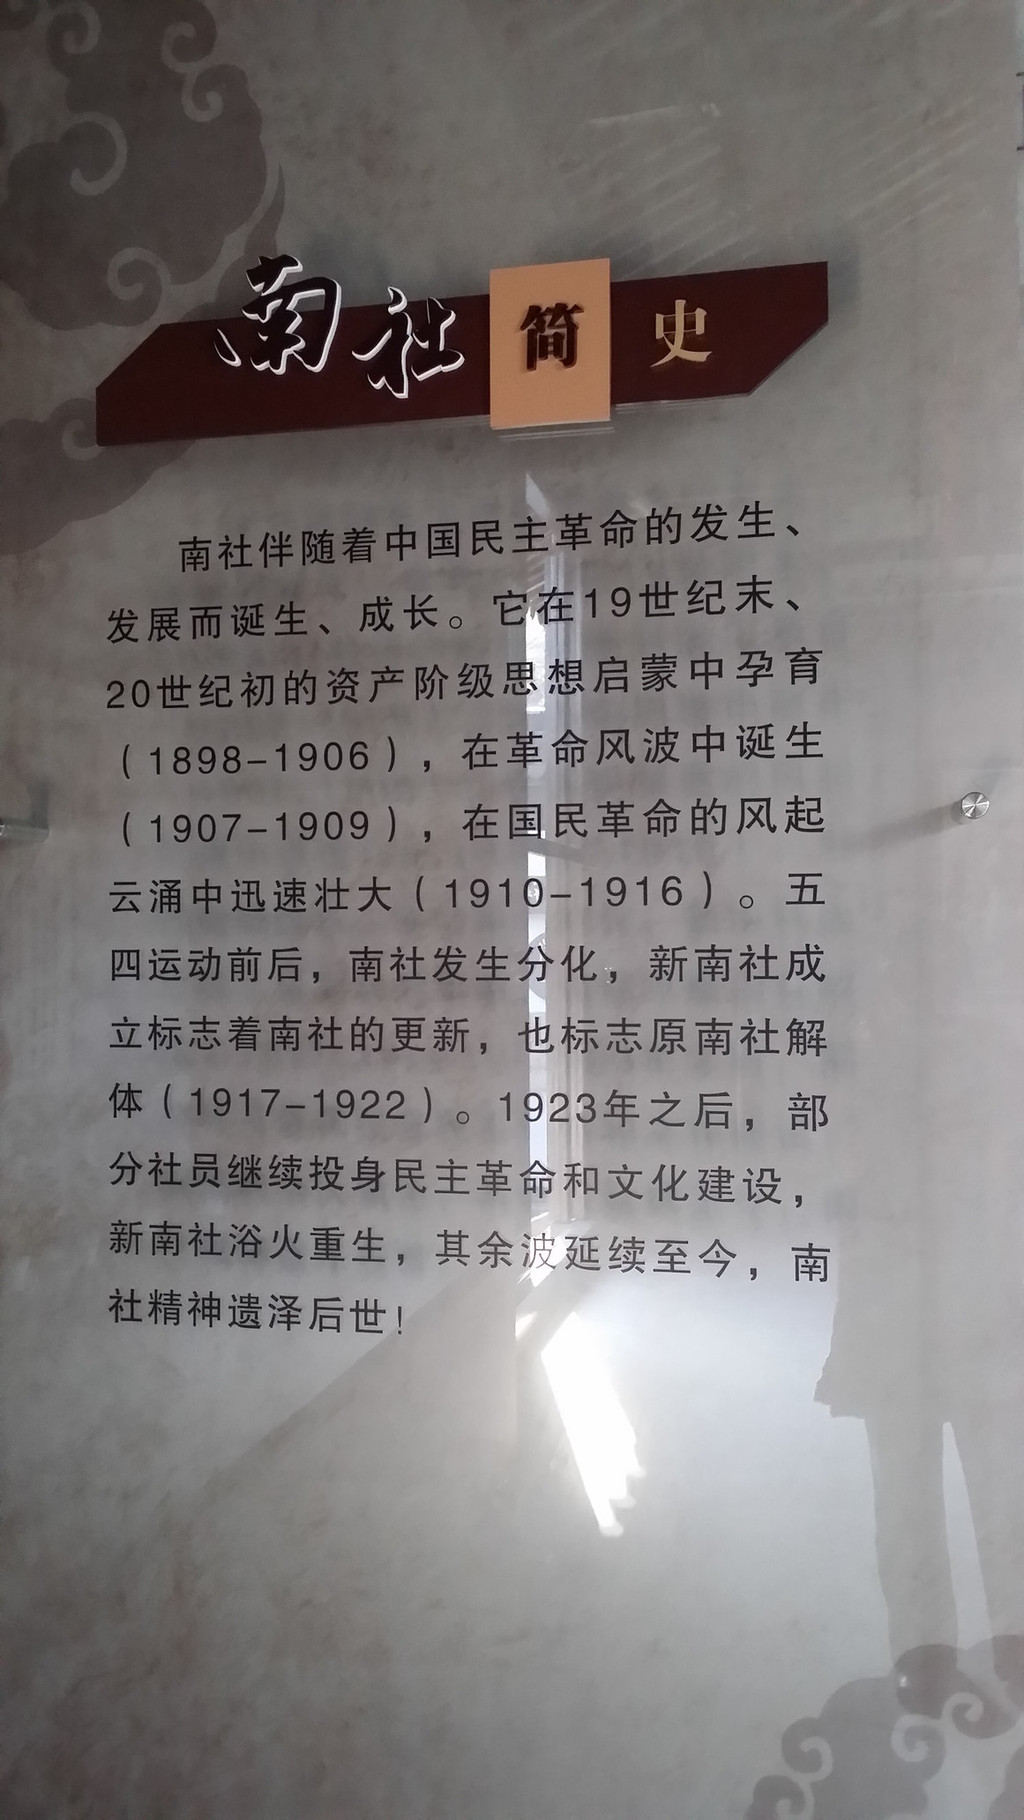 南社简史
南社伴随着中国民主革命的发生、
发展而诞生、成长。它在19世纪末、
20世纪初的资产阶级思想启蒙中孕育
（1898-1906），在革命风波中诞生
（1907-1909），在国民革命的风起
云涌中迅速壮大（1910-1916）。五
四运动前后，南社发生分化，新南社成
立标志着南社的更新，也标志原南社解
体（1917-1922）。1923年之后，部
分社员继续投身民主革命和文化建设，
新南社浴火重生，其余波延续至今，南
社精神遗泽后世！